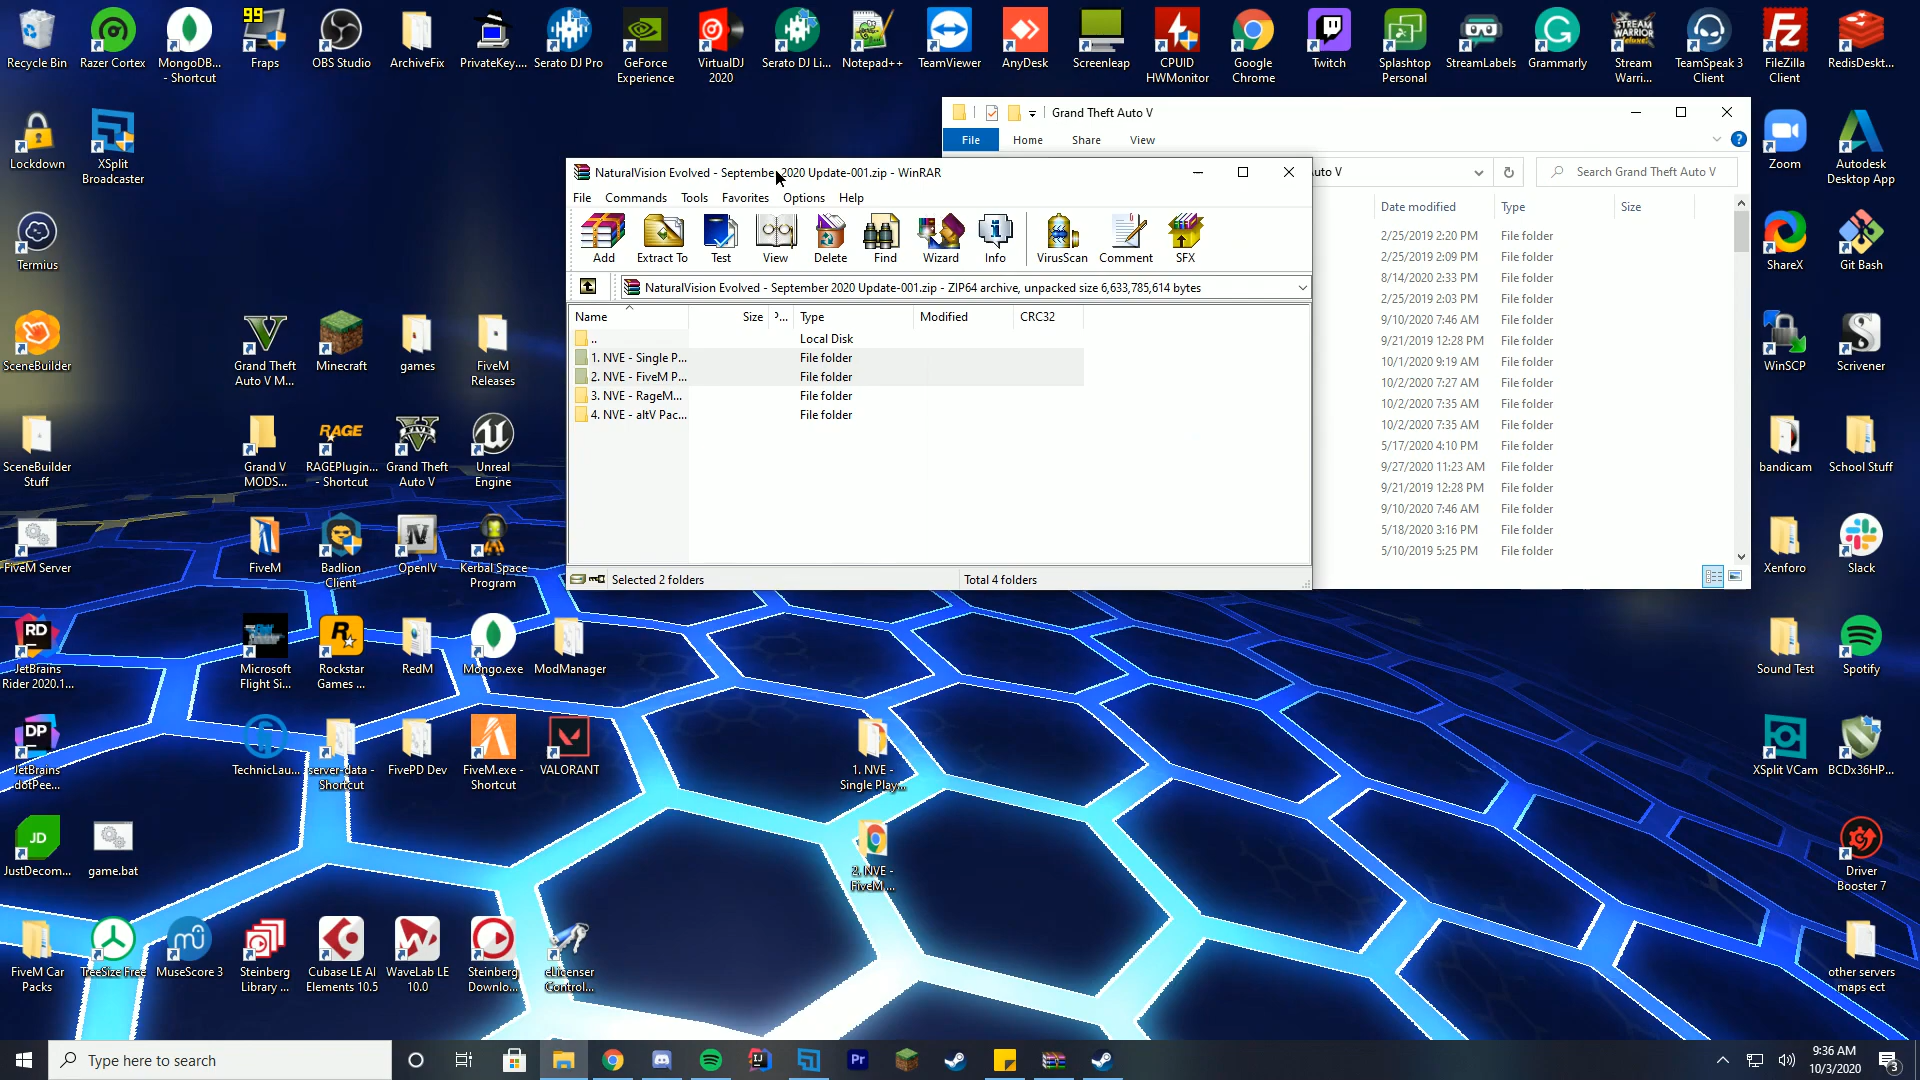 99
Recycle Bin
Razer Cortex
MongoDB...
- Shortcut
Fraps
OBS Studio
ArchiveFix
PrivateKey....
Serato DJ Pro
GeForce
Experience
VirtualDJ
2020
Serato DJ Li...
Notepad++
TeamViewer
AnyDesk
Screenleap
CPUID
HWMonitor
Google
Chrome
Twitch
Splashtop
Personal
StreamLabels
Grammarly
Stream
Warri...
TeamSpeak 3
Client
FileZilla
Client
RedisDeskt...
Lockdown
XSplit
Broadcaster
Zoom
Autodesk
Desktop App
Termius
ShareX
Git Bash
SceneBuilder
Grand Theft
Auto V M...
Minecraft
games
FiveM
Releases
WinSCP
Scrivener
SceneBuilder
Stuff
Grand V
MODS...
RAGE
RAGEPlugin...
- Shortcut
Grand Theft
Auto V
Unreal
Engine
bandicam
School Stuff
FiveM Server
FiveM
Badlion
Client
OpenIV
Kerbal Space
Program
Xenforo
Slack
RD
JetBrains
Rider 2020.1...
Microsoft
Flight Si...
Rockstar
Games ...
RedM
Mongo.exe
ModManager
Sound Test
Spotify
DP
JetBrains
dotPee...
TechnicLau...
server-data -
Shortcut
FivePD Dev
FiveM.exe -
Shortcut
VALORANT
1. NVE -
Single Play...
XSplit VCam
BCDx36HP...
JD
JustDecom...
game.bat
2. NVE -
FiveM ...
Driver
Booster 7
FiveM Car
Packs
TreeSize Free
MuseScore 3
Steinberg
Library ...
Cubase LE AI
Elements 10.5
WaveLab LE
10.0
Steinberg
Downlo...
eLicenser
Control...
other servers
maps ect
Grand Theft Auto V
File Home Share View
uto V
Search Grand Theft Auto V
Date modified Type Size
2/25/2019 2:20 PM File folder
2/25/2019 2:09 PM File folder
8/14/2020 2:33 PM File folder
2/25/2019 2:03 PM File folder
9/10/2020 7:46 AM File folder
9/21/2019 12:28 PM File folder
10/1/2020 9:19 AM File folder
10/2/2020 7:27 AM File folder
10/2/2020 7:35 AM File folder
10/2/2020 7:35 AM File folder
5/17/2020 4:10 PM File folder
9/27/2020 11:23 AM File folder
9/21/2019 12:28 PM File folder
9/10/2020 7:46 AM File folder
5/18/2020 3:16 PM File folder
5/10/2019 5:25 PM File folder
NaturalVision Evolved - September 2020 Update-001.zip - WinRAR
File Commands Tools Favorites Options Help
Add Extract To Test View Delete Find Wizard Info VirusScan Comment SFX
NaturalVision Evolved - September 2020 Update-001.zip - ZIP64 archive, unpacked size 6,633,785,614 bytes
Name Size P... Type Modified CRC32
.. Local Disk
1. NVE - Single P... File folder
2. NVE - FiveM P... File folder
3. NVE - RageM... File folder
4. NVE - altV Pac... File folder
Selected 2 folders Total 4 folders
Type here to search
IJ
Pr
9:36 AM
10/3/2020
3